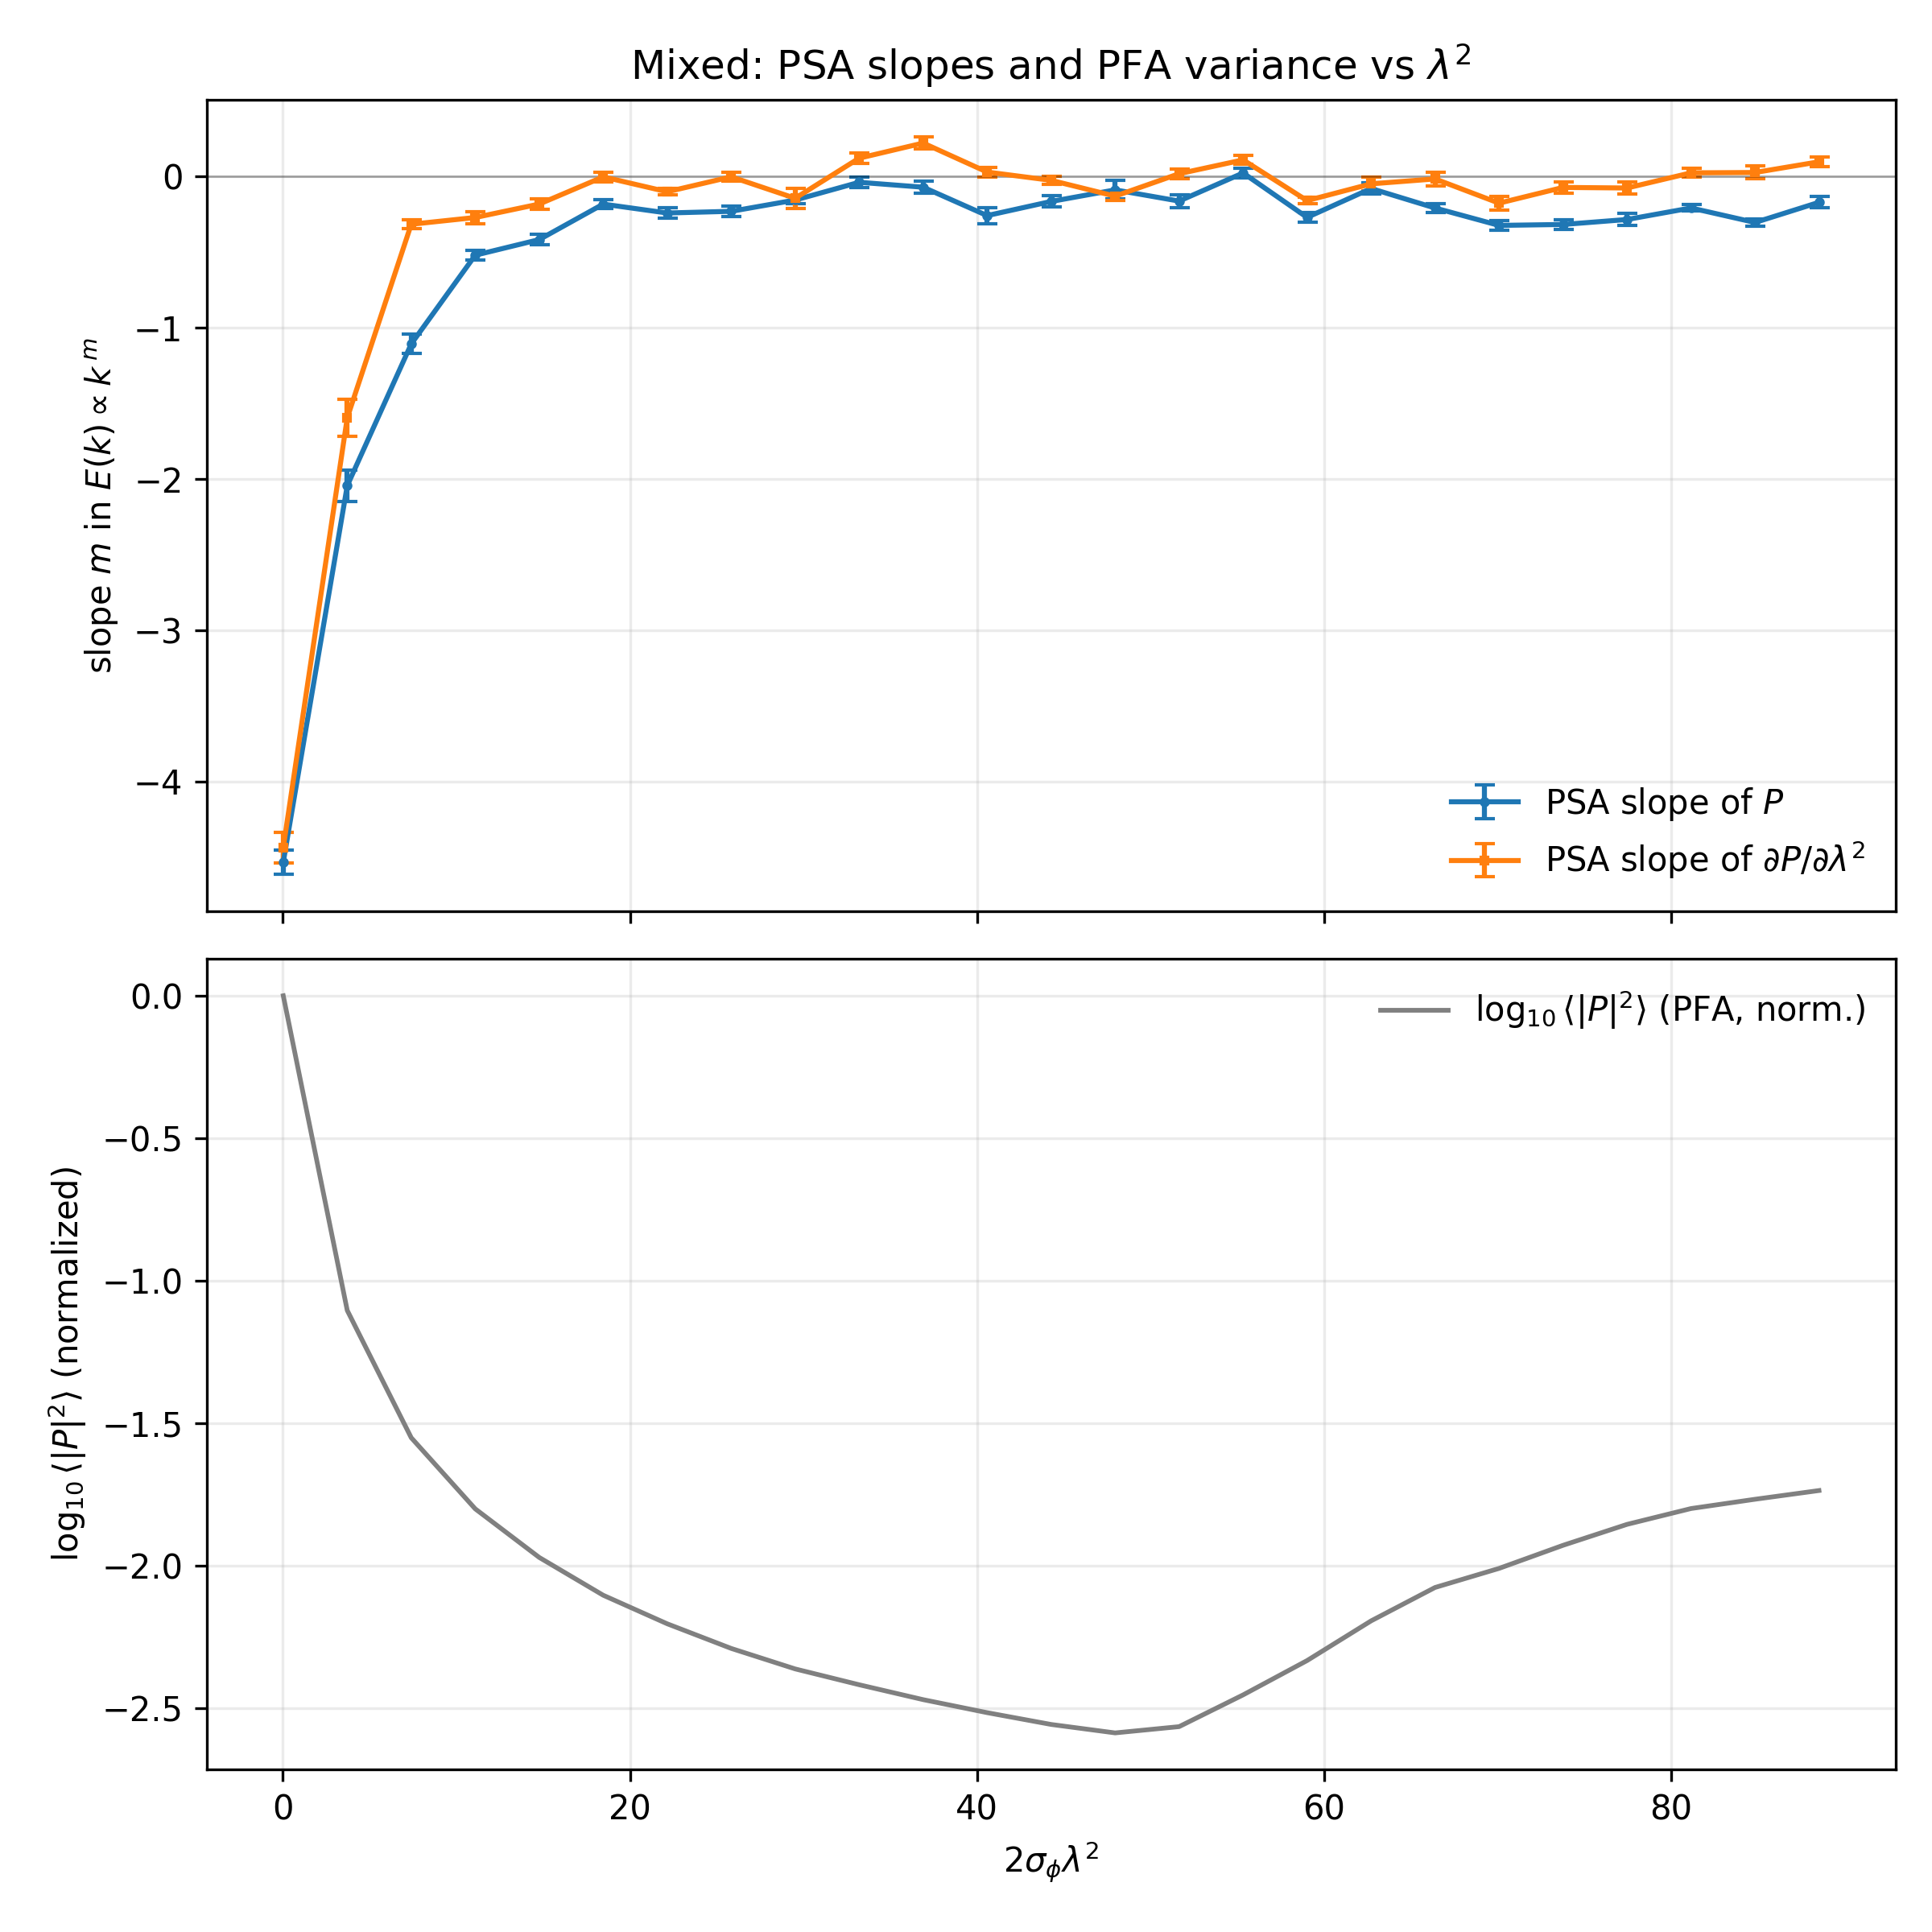 Mixed: PSA slopes and PFA variance vs λ²
slope m in E(k) ∝ k^m
0
−1
−2
−3
−4
PSA slope of P
PSA slope of ∂P/∂λ²
log₁₀⟨|P|²⟩ (normalized)
0.0
−0.5
−1.0
−1.5
−2.0
−2.5
log₁₀⟨|P|²⟩ (PFA, norm.)
0 20 40 60 80
2σ_ϕλ²